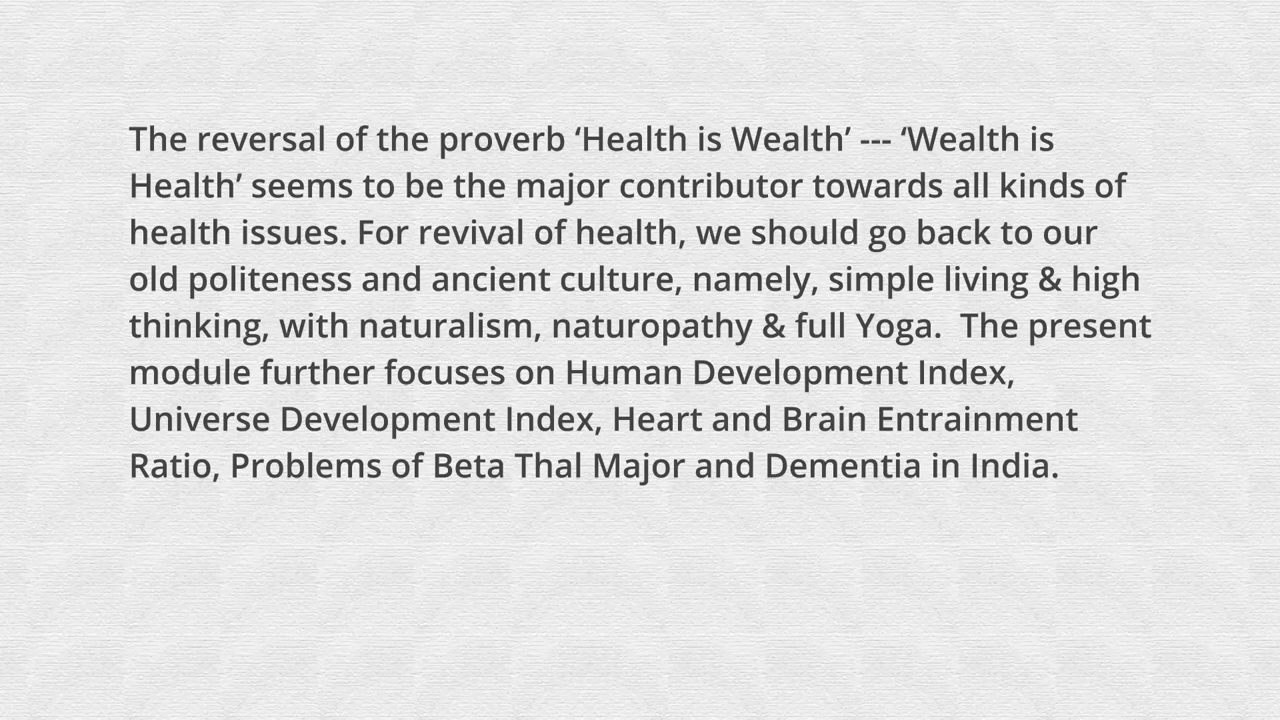 The reversal of the proverb ‘Health is Wealth’ --- ‘Wealth is
Health’ seems to be the major contributor towards all kinds of
health issues. For revival of health, we should go back to our
old politeness and ancient culture, namely, simple living & high
thinking, with naturalism, naturopathy & full Yoga.  The present
module further focuses on Human Development Index,
Universe Development Index, Heart and Brain Entrainment
Ratio, Problems of Beta Thal Major and Dementia in India.